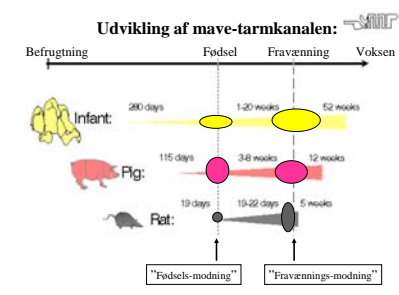 Udvikling af mave-tarmkanalen:
Befrugtning Fødsel Fravænning Voksen
280 days 1-20 weeks 52 weeks
Infant:
115 days 3-8 weeks 12 weeks
Pig:
19 days 19-22 days 5 weeks
Rat:
"Fødsels-modning" "Fravænnings-modning"